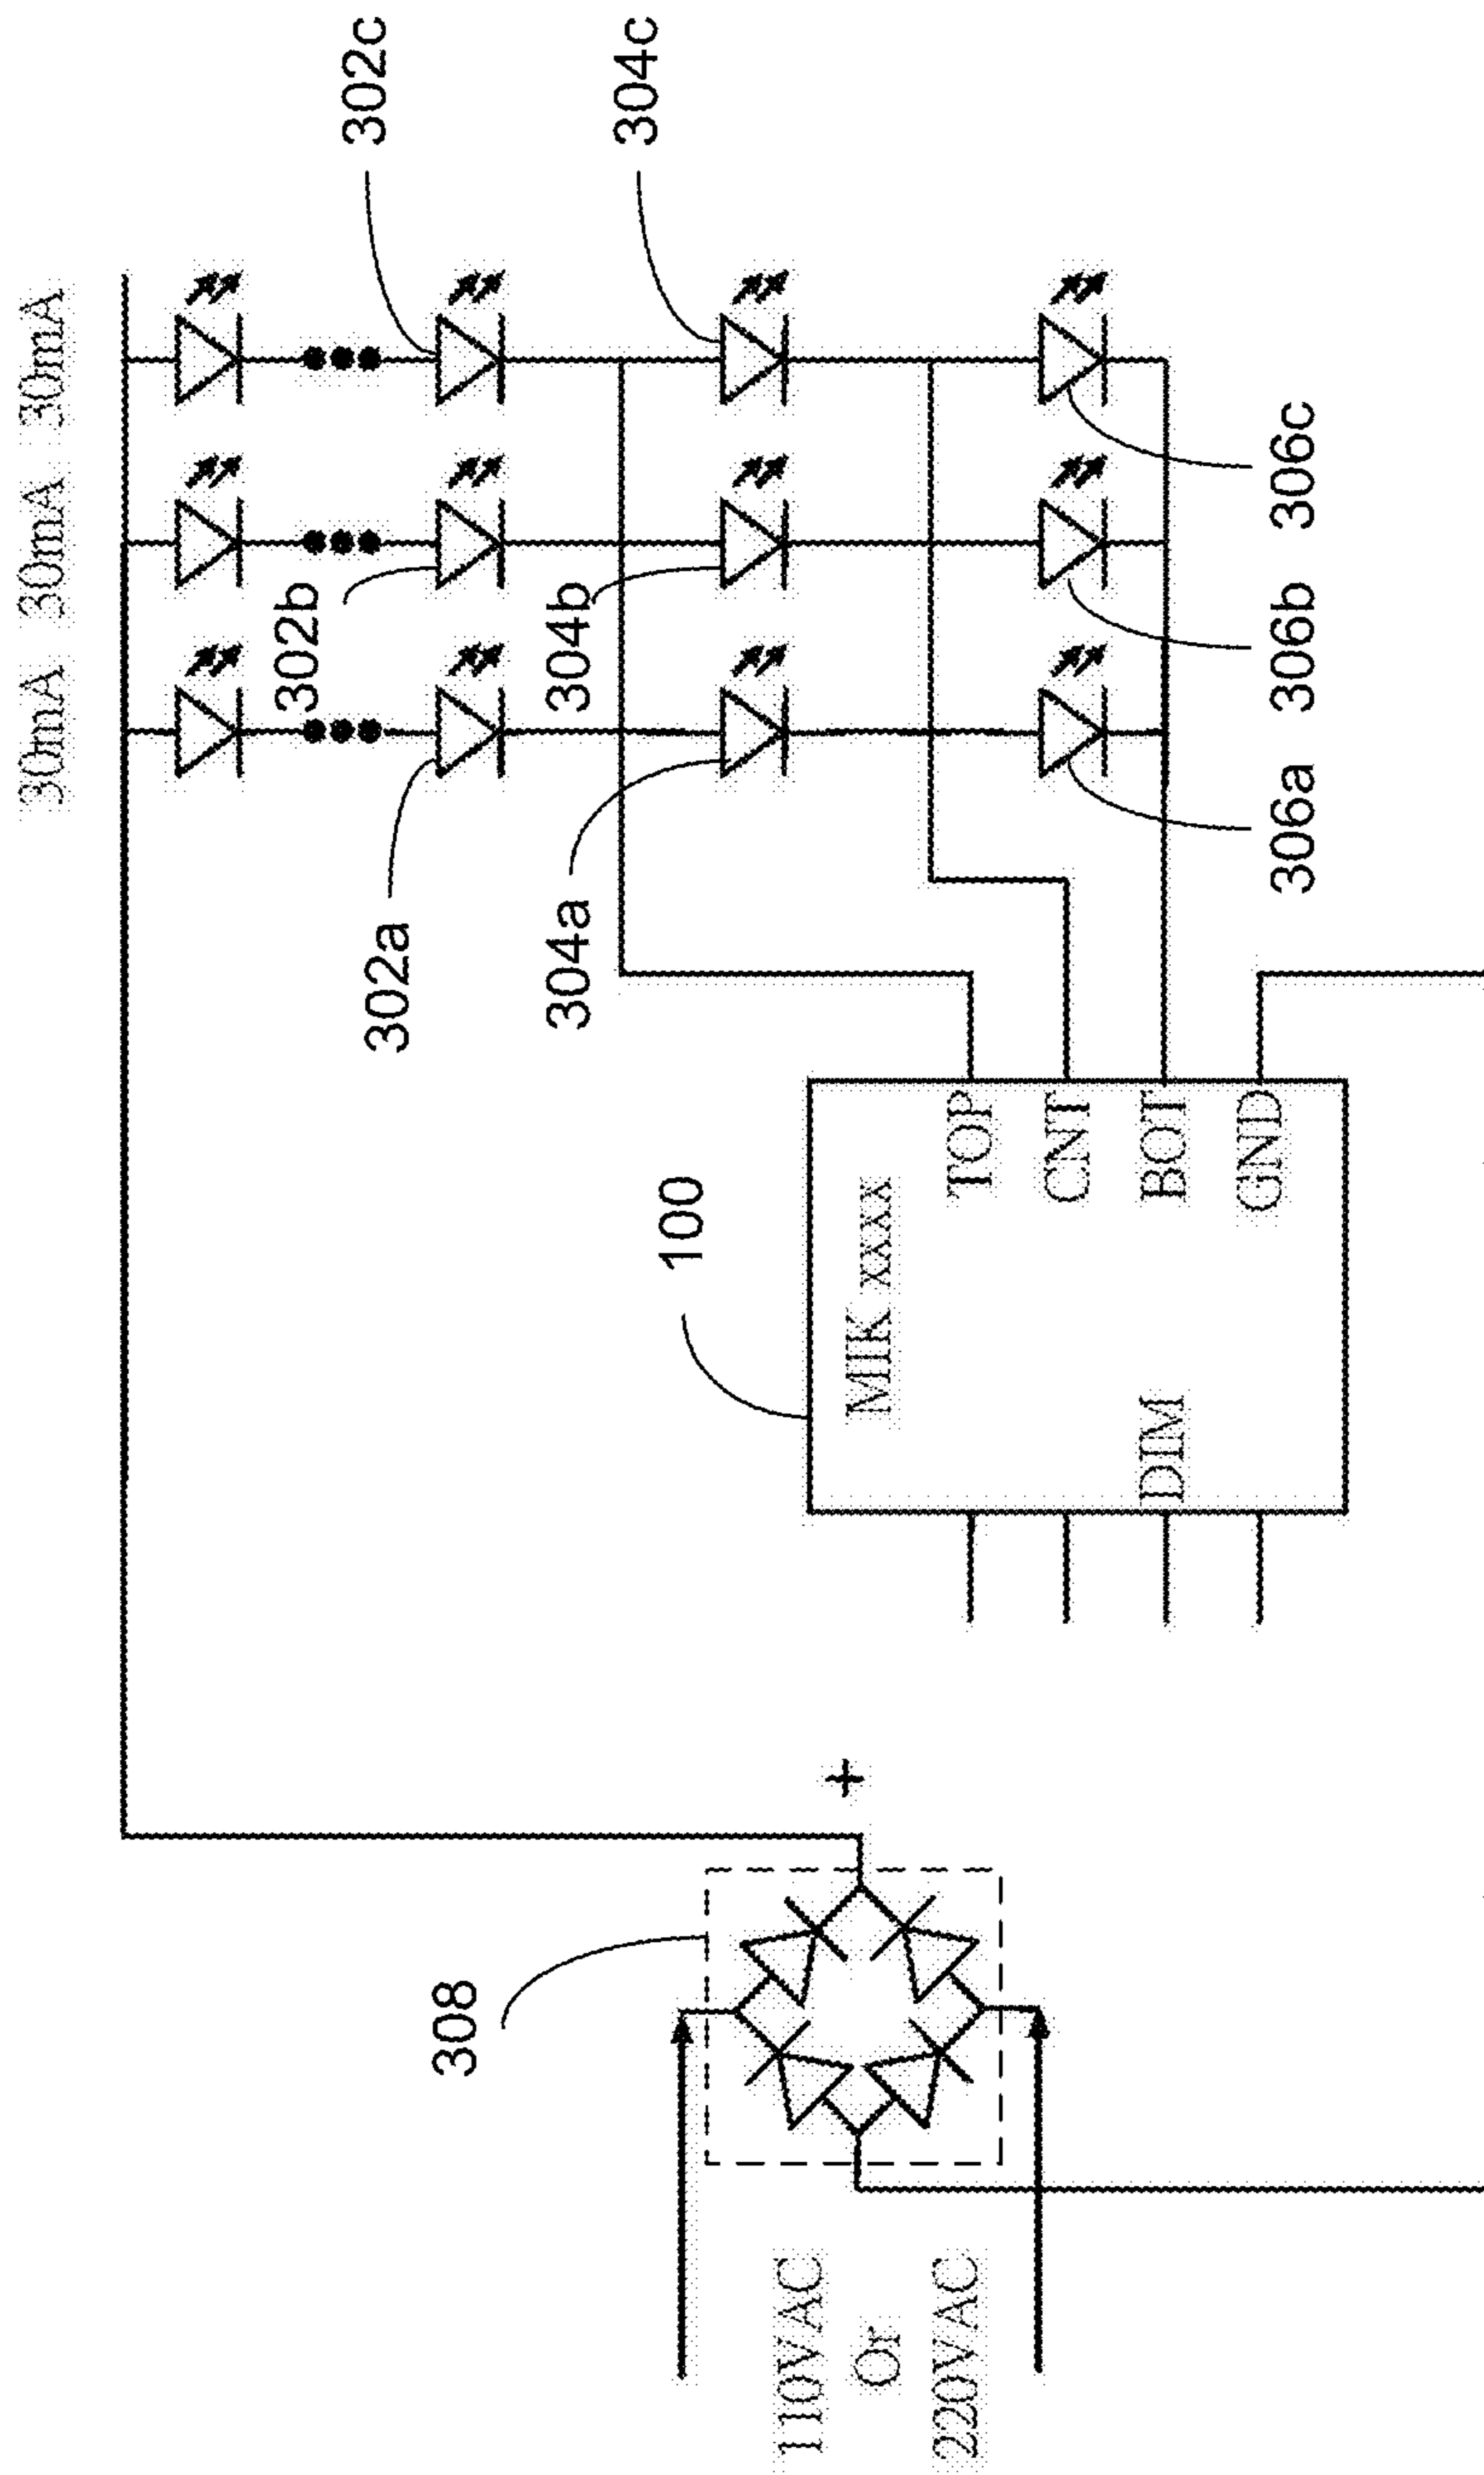 30mA 30mA 30mA
302c
302b
302a
304c
304b
304a
306a 306b 306c
100
MIK xxxx
TOP
CNT
DIM BOT
GND
308
+
110VAC
Or
220VAC